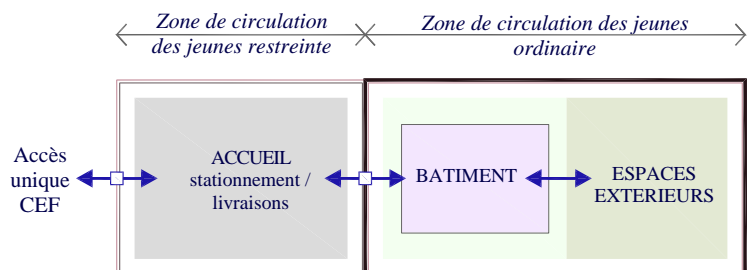 Zone de circulation
des jeunes restreinte
Zone de circulation des jeunes
ordinaire
Accès
unique
CEF
ACCUEIL
stationnement /
livraisons
BATIMENT
ESPACES
EXTERIEURS